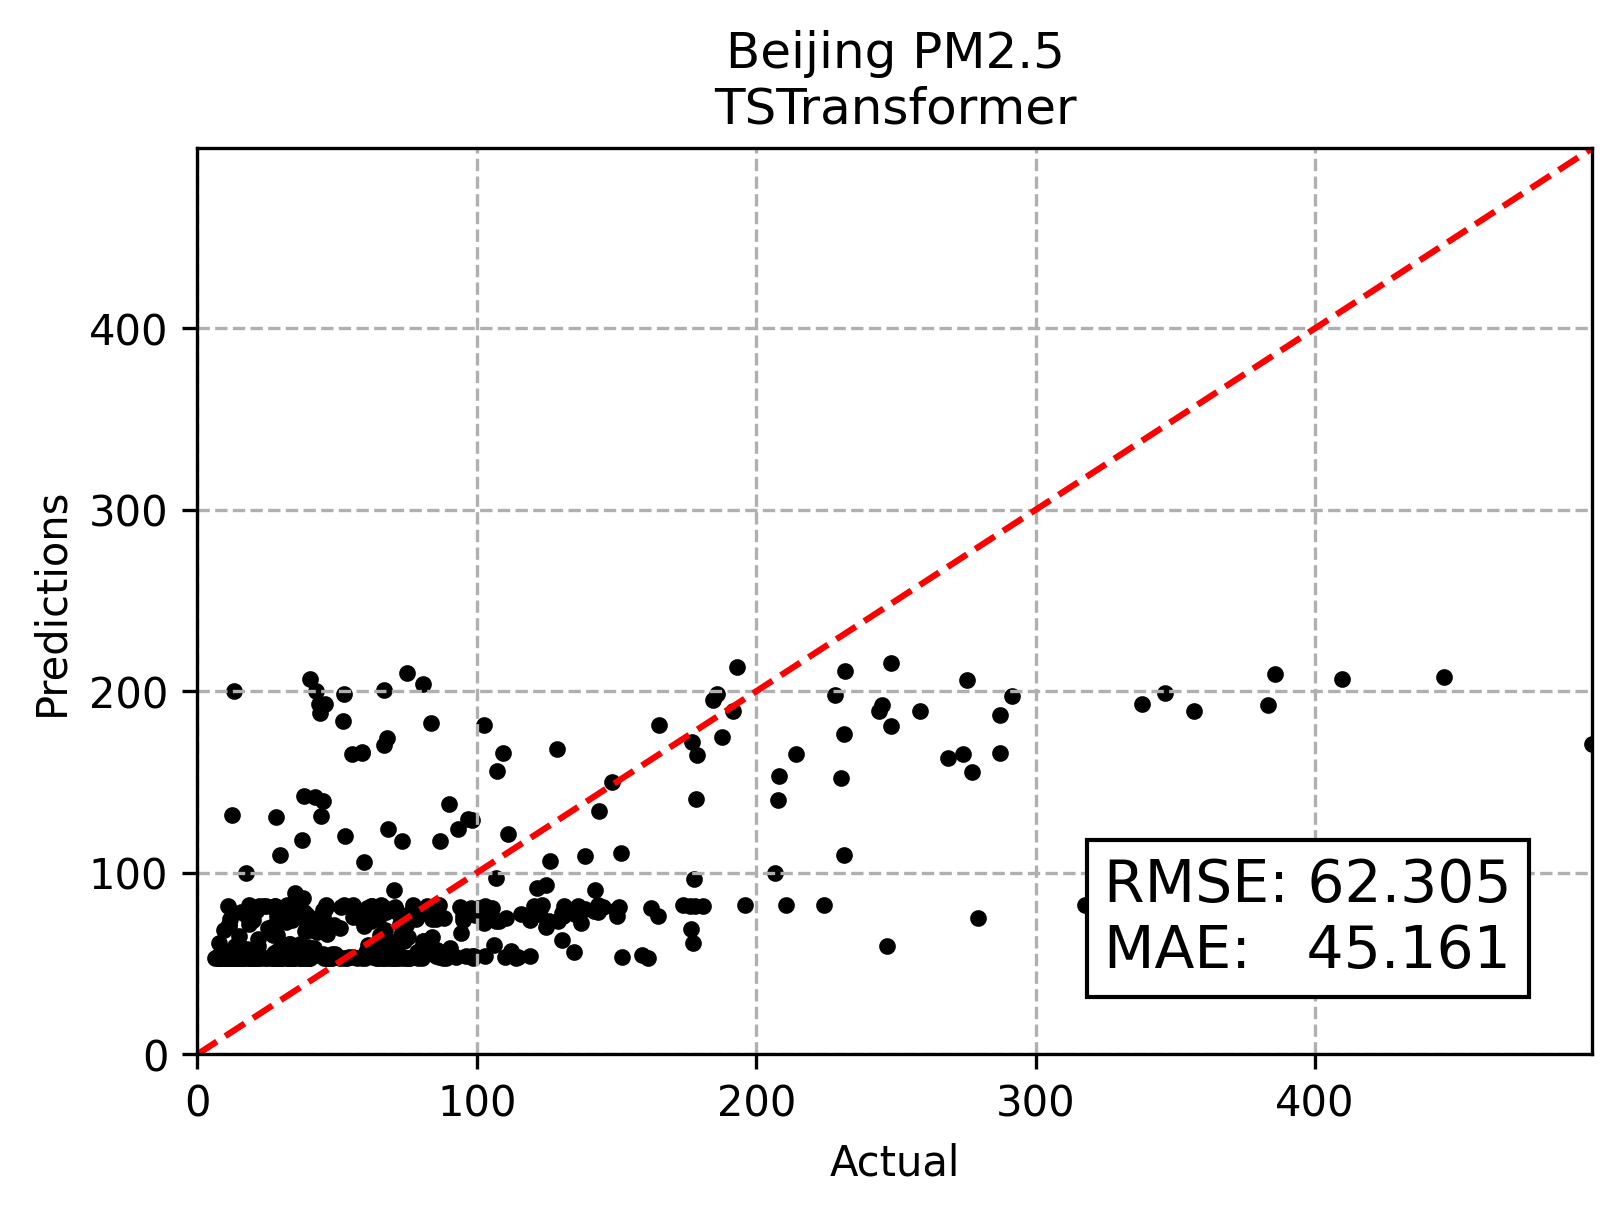 Beijing PM2.5
TSTransformer
Predictions
400
300
200
100
0
RMSE: 62.305
MAE: 45.161
0 100 200 300 400
Actual